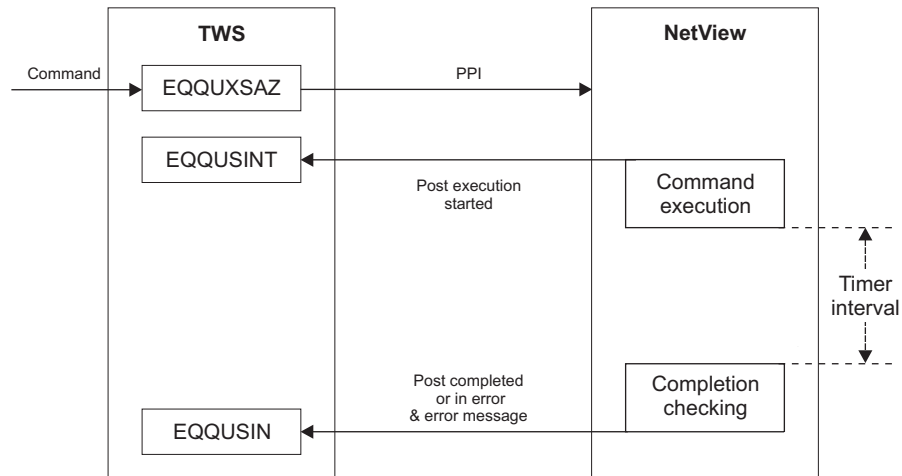 TWS
NetView
Command
EQQUXSAZ
PPI
EQQUSINT
Post execution
started
Command
execution
Timer
interval
Post completed
or in error
& error message
Completion
checking
EQQUSIN